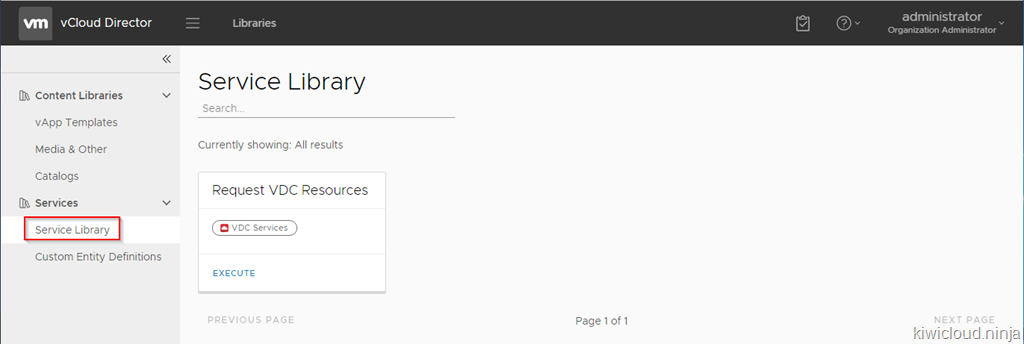 vm vCloud Director Libraries administrator
Organization Administrator
Content Libraries
vApp Templates
Media & Other
Catalogs
Services
Service Library
Custom Entity Definitions
Service Library
Search...
Currently showing: All results
Request VDC Resources
VDC Services
EXECUTE
PREVIOUS PAGE Page 1 of 1 NEXT PAGE
kiwicloud.ninja